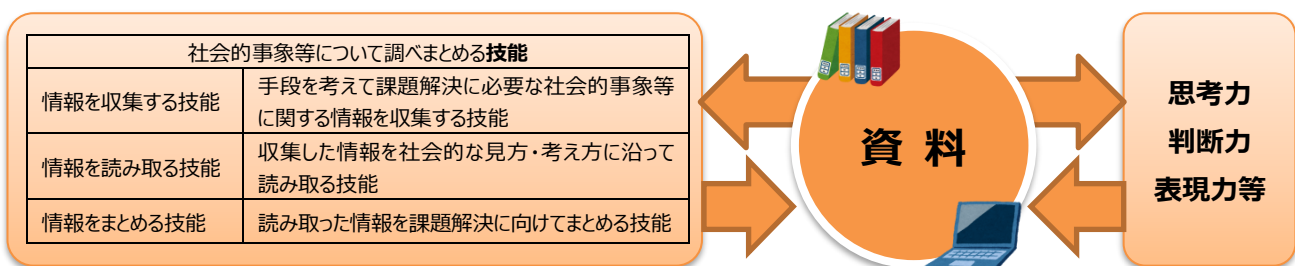 社会的事象等について調べまとめる技能
情報を収集する技能
手段を考えて課題解決に必要な社会的事象等
に関する情報を収集する技能
情報を読み取る技能
収集した情報を社会的な見方・考え方に沿って
読み取る技能
情報をまとめる技能
読み取った情報を課題解決に向けてまとめる技能
資料
思考力
判断力
表現力等